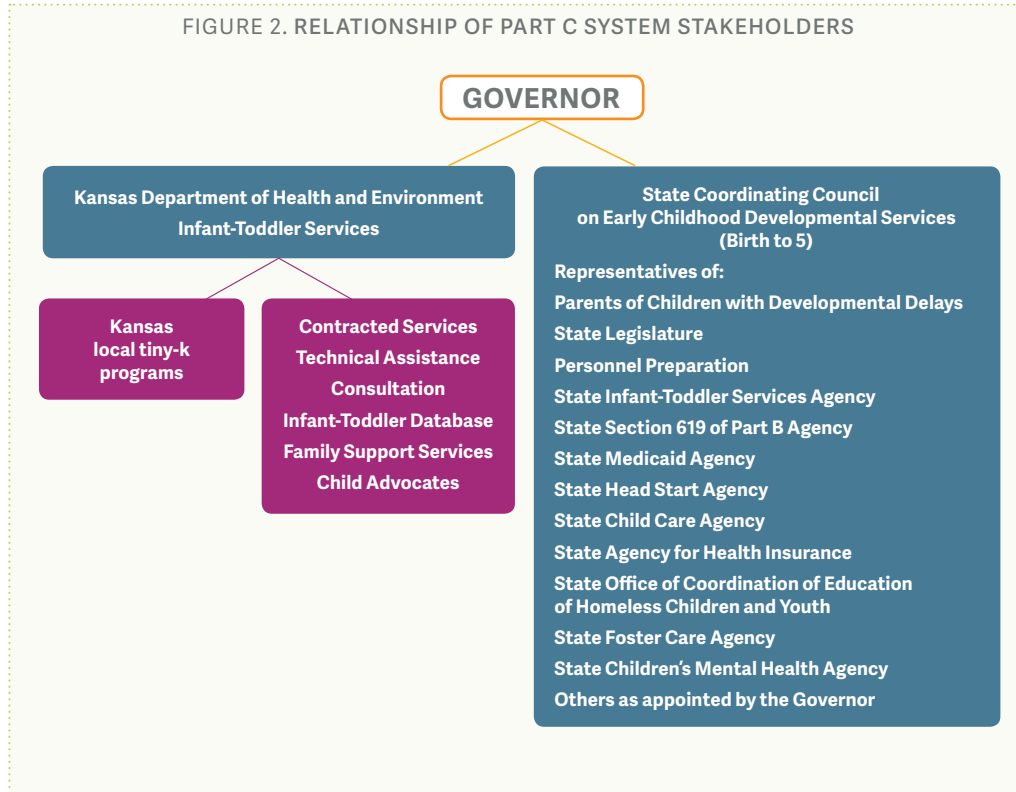 FIGURE 2. RELATIONSHIP OF PART C SYSTEM STAKEHOLDERS
GOVERNOR
Kansas Department of Health and Environment
Infant-Toddler Services
Kansas
local tiny-k
programs
Contracted Services
Technical Assistance
Consultation
Infant-Toddler Database
Family Support Services
Child Advocates
State Coordinating Council
on Early Childhood Developmental Services
(Birth to 5)
Representatives of:
Parents of Children with Developmental Delays
State Legislature
Personnel Preparation
State Infant-Toddler Services Agency
State Section 619 of Part B Agency
State Medicaid Agency
State Head Start Agency
State Child Care Agency
State Agency for Health Insurance
State Office of Coordination of Education
of Homeless Children and Youth
State Foster Care Agency
State Children’s Mental Health Agency
Others as appointed by the Governor